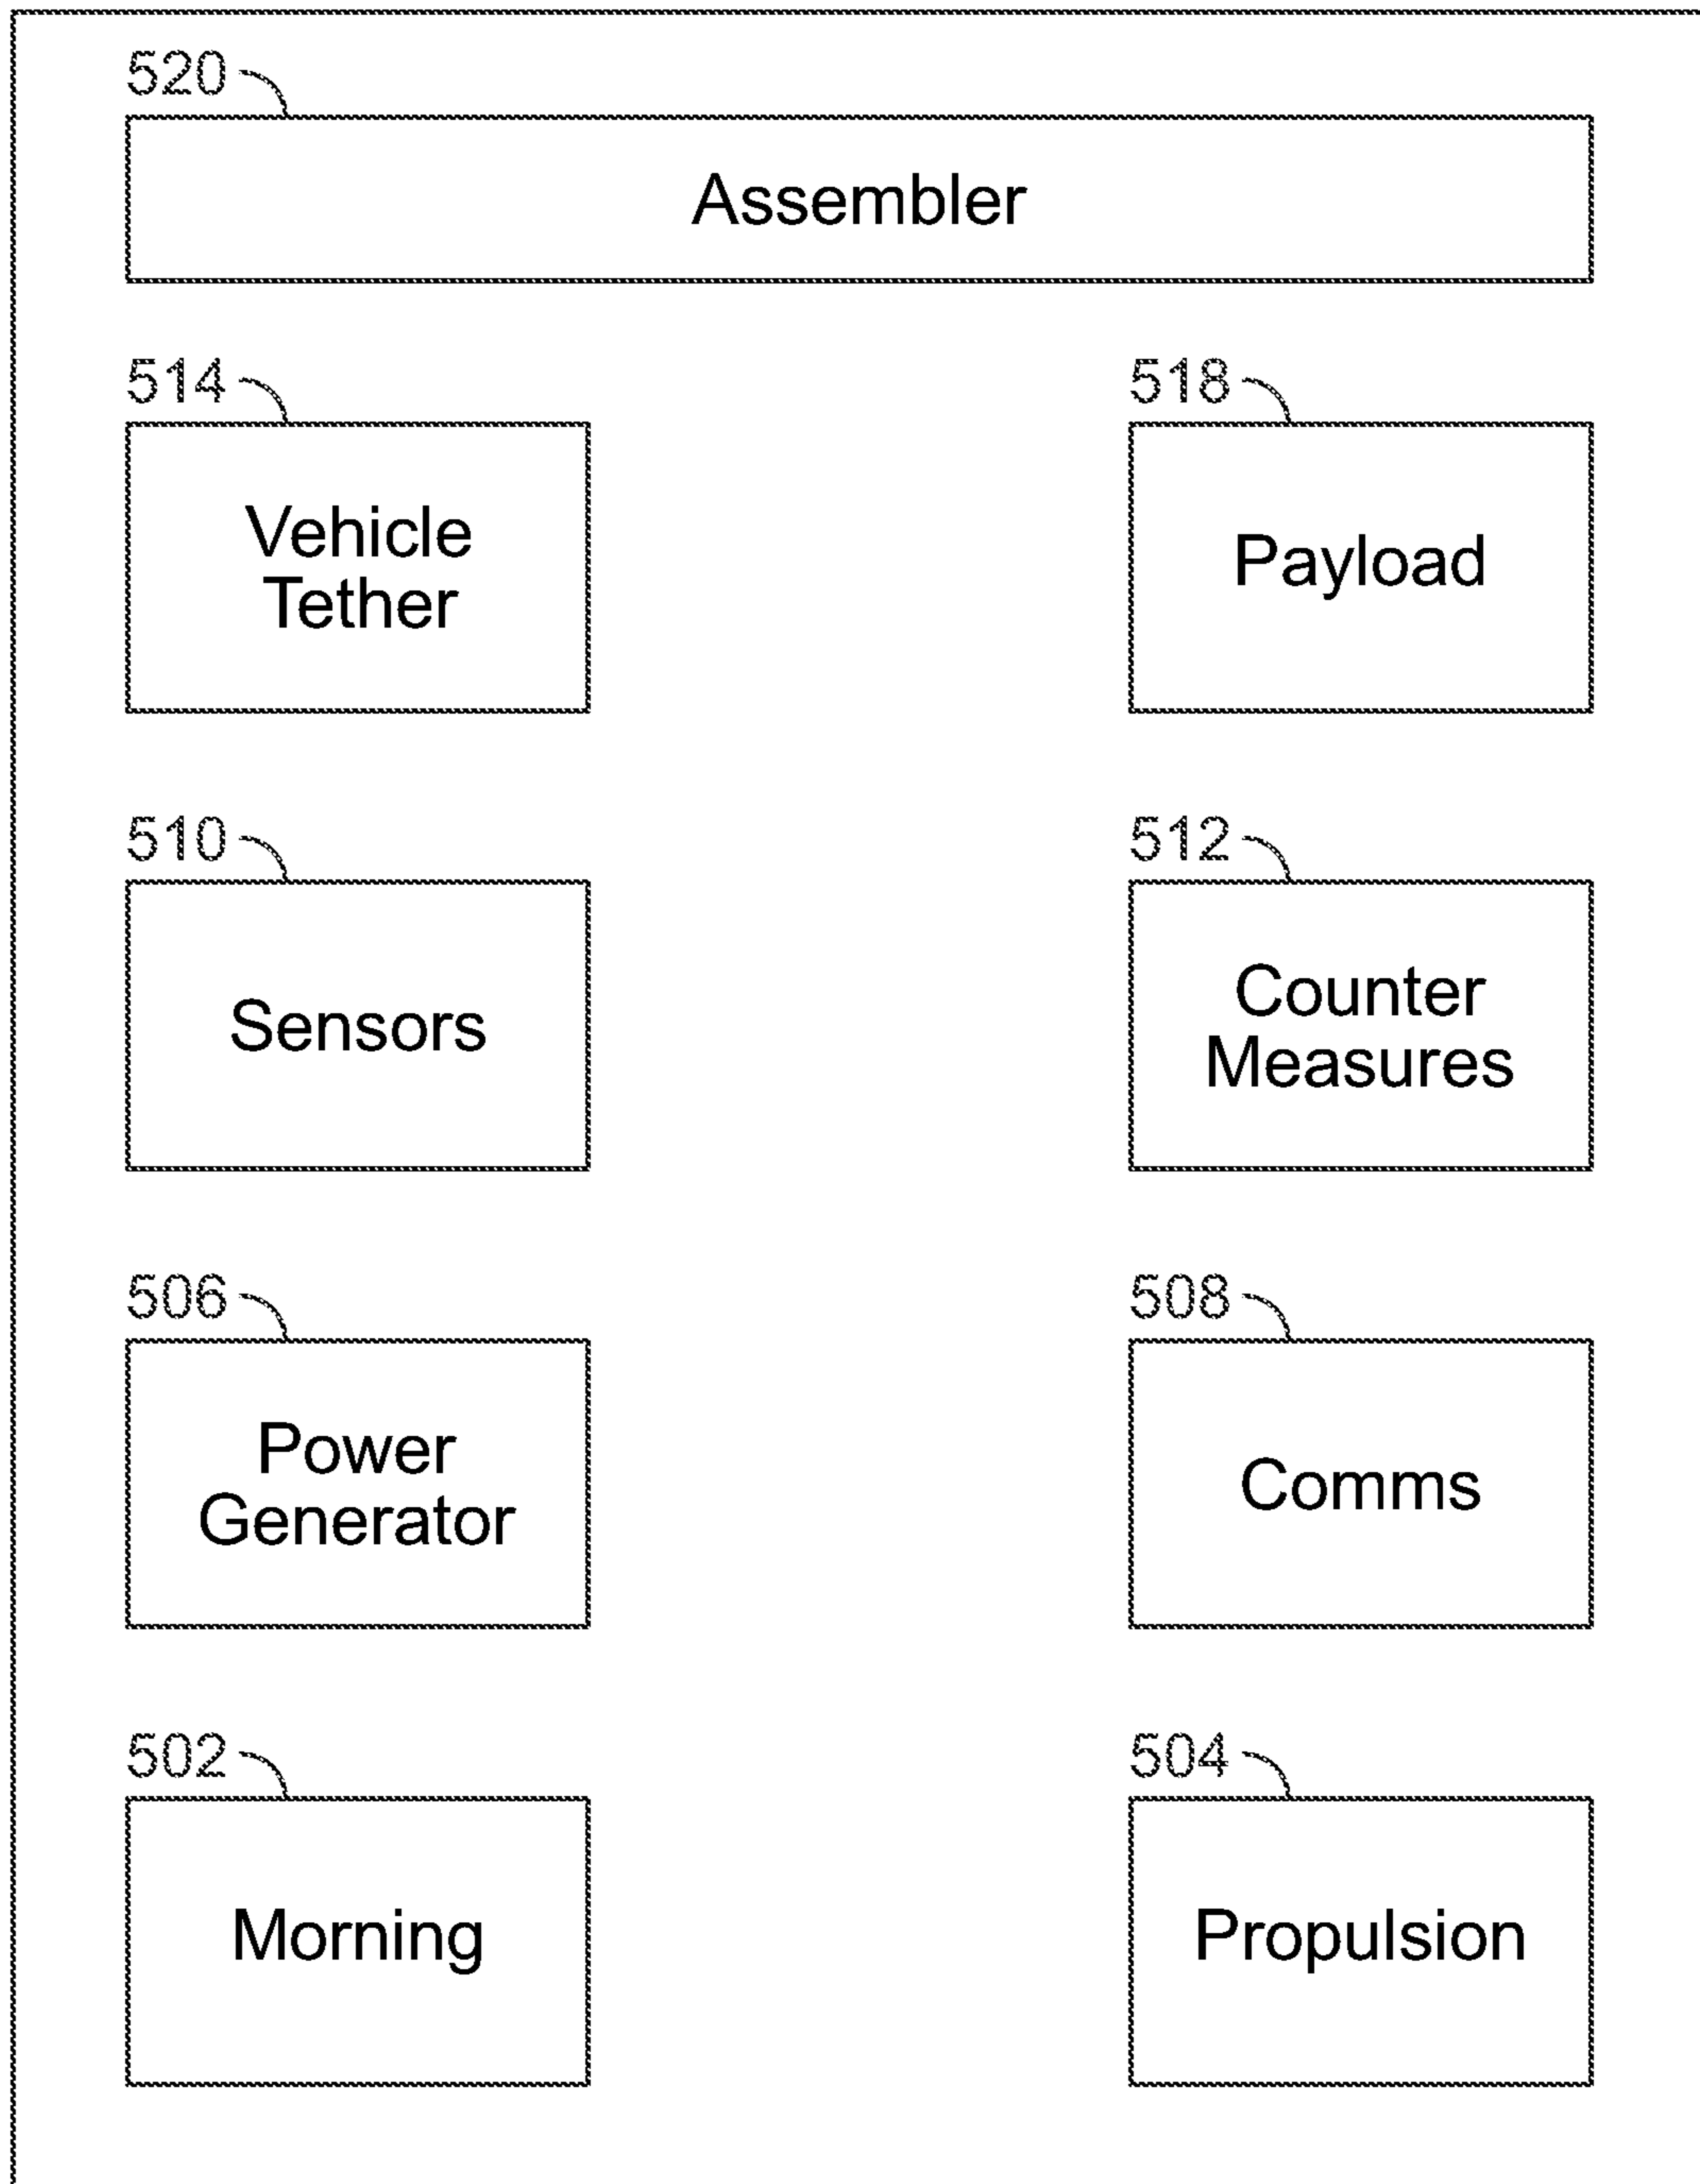 520
Assembler
514
Vehicle
Tether
518
Payload
510
Sensors
512
Counter
Measures
506
Power
Generator
508
Comms
502
Morning
504
Propulsion